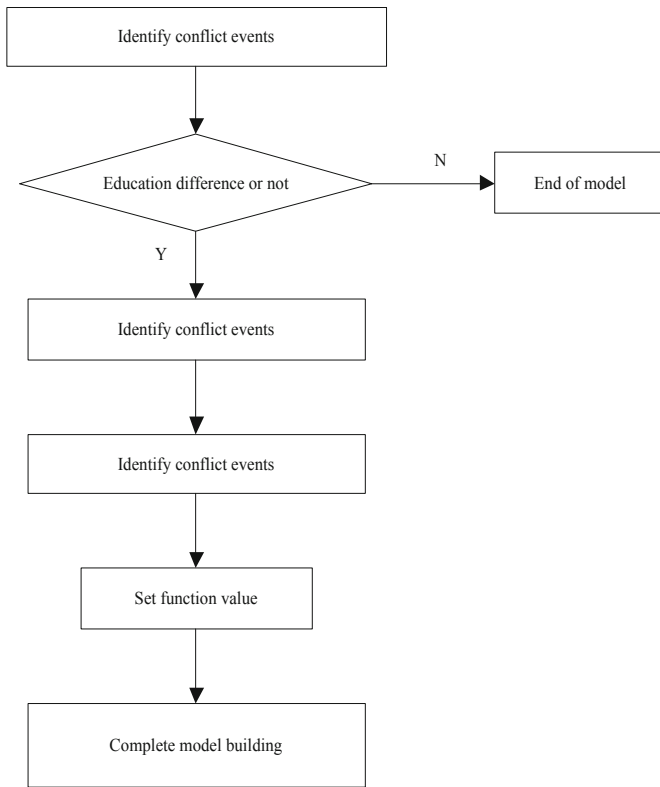 Identify conflict events
Education difference or not
N
End of model
Y
Identify conflict events
Identify conflict events
Set function value
Complete model building